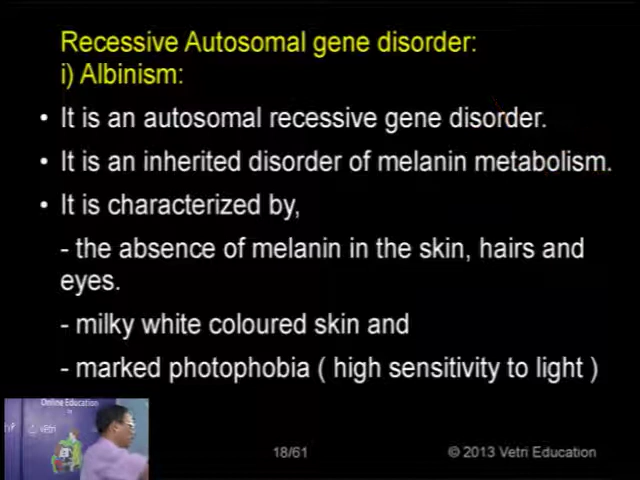 Recessive Autosomal gene disorder:
i) Albinism:
• It is an autosomal recessive gene disorder.
• It is an inherited disorder of melanin metabolism.
• It is characterized by,
- the absence of melanin in the skin, hairs and
eyes.
- milky white coloured skin and
- marked photophobia ( high sensitivity to light )
Online Education
vetri
18/61
© 2013 Vetri Education